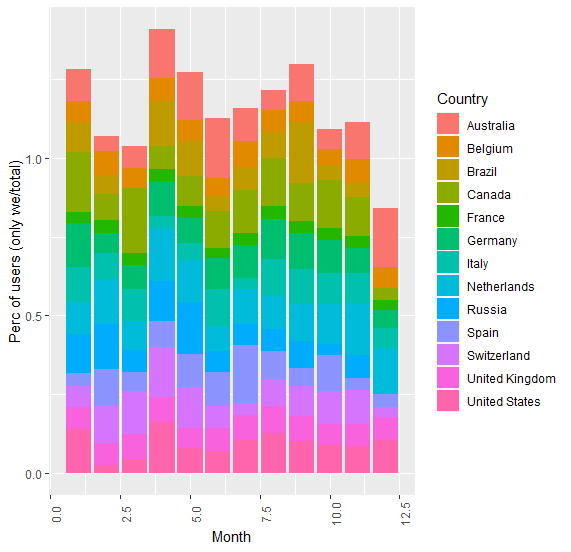 Perc of users (only we/total)
1.0
0.5
0.0
0.0
2.5
5.0
7.5
10.0
12.5
Month
Country
Australia
Belgium
Brazil
Canada
France
Germany
Italy
Netherlands
Russia
Spain
Switzerland
United Kingdom
United States